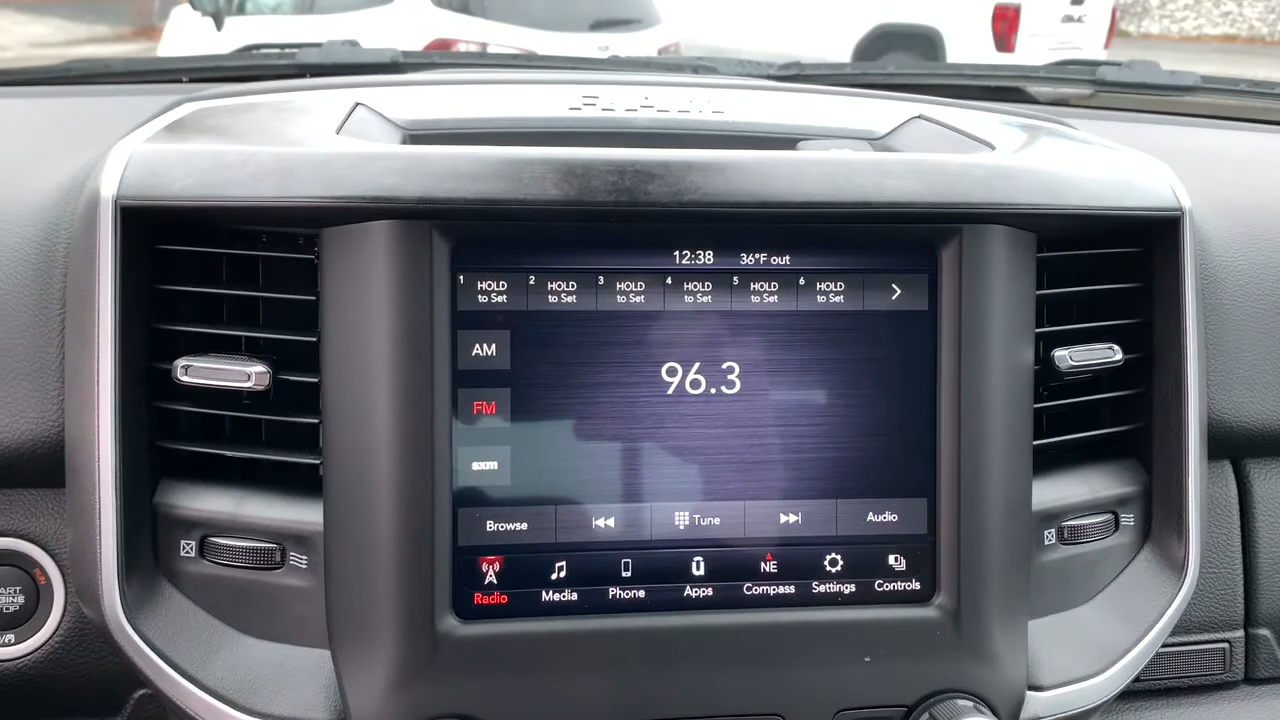 12:38 36°F out
1 HOLD to Set 2 HOLD to Set 3 HOLD to Set 4 HOLD to Set 5 HOLD to Set 6 HOLD to Set
AM
96.3
FM
sxm
Browse Tune Audio
NE
Radio Media Phone Apps Compass Settings Controls
RUN